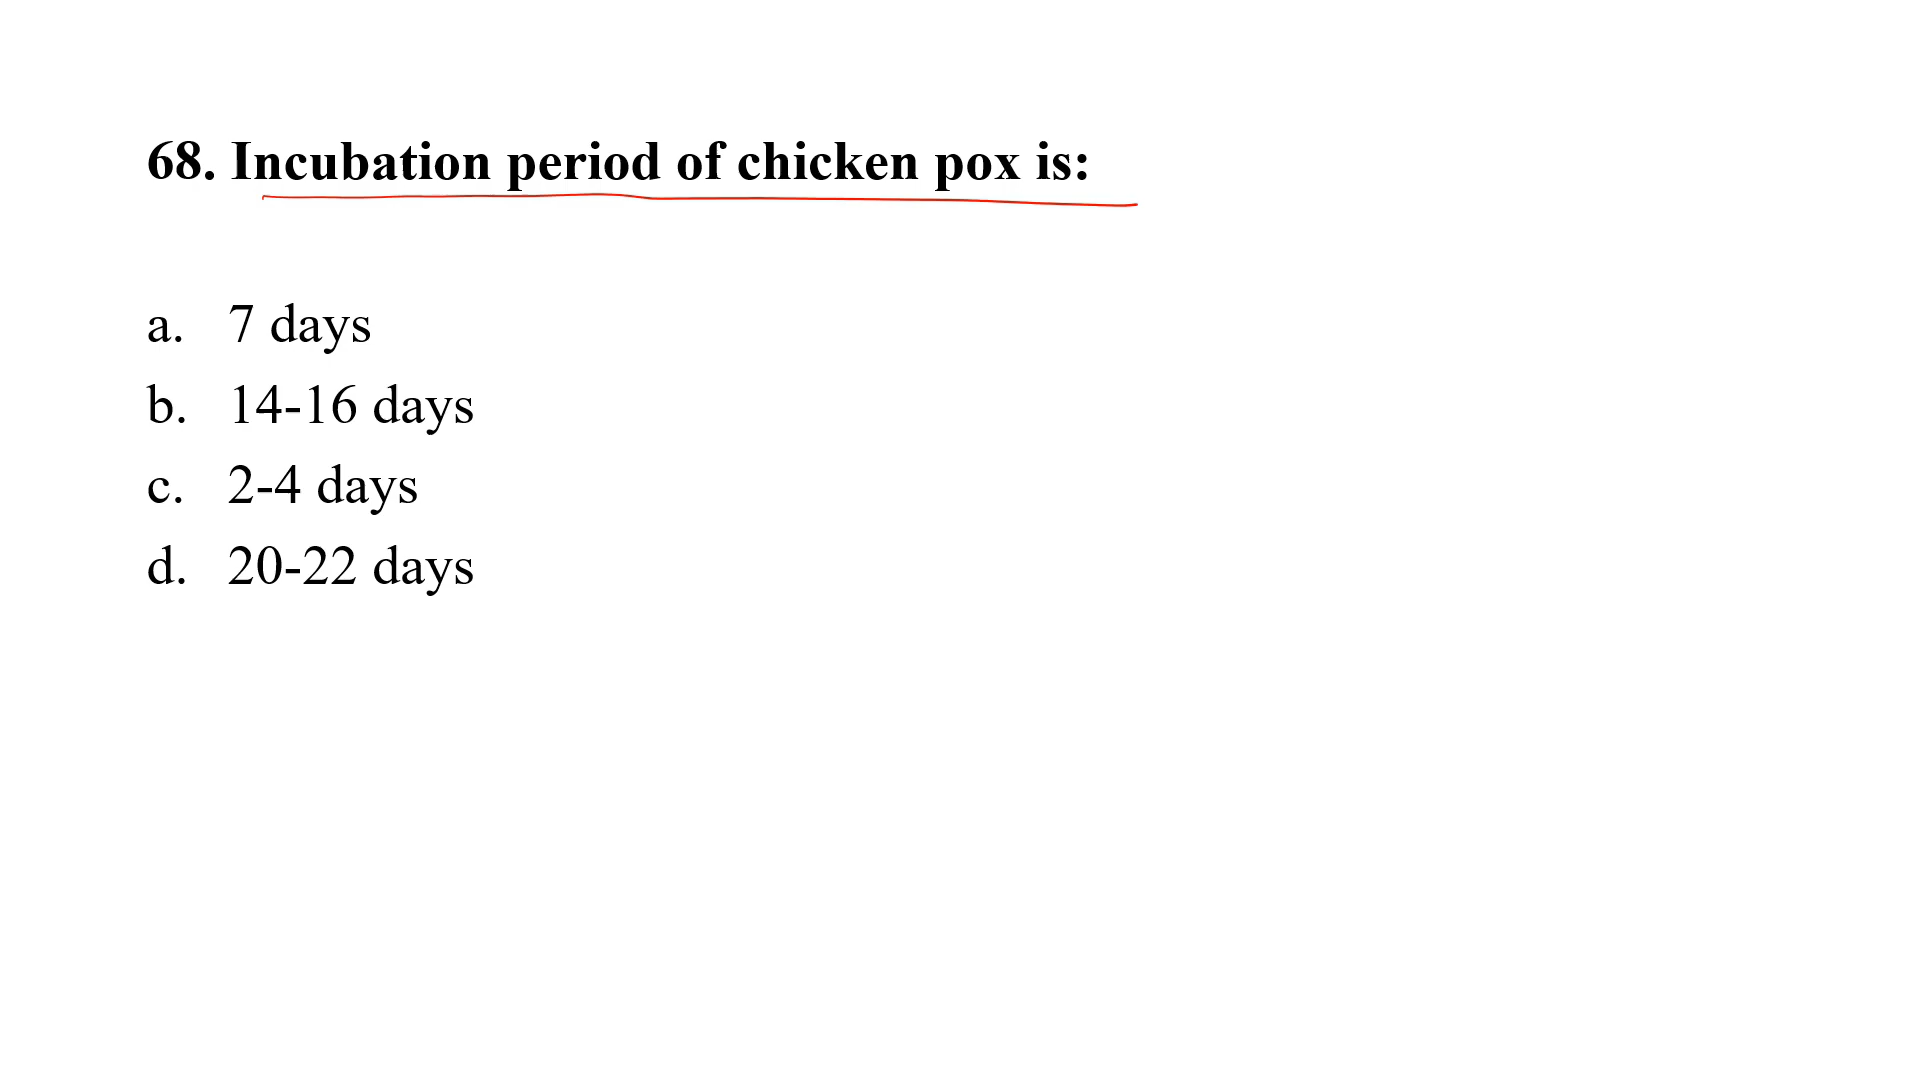 68. Incubation period of chicken pox is:
a. 7 days
b. 14-16 days
c. 2-4 days
d. 20-22 days